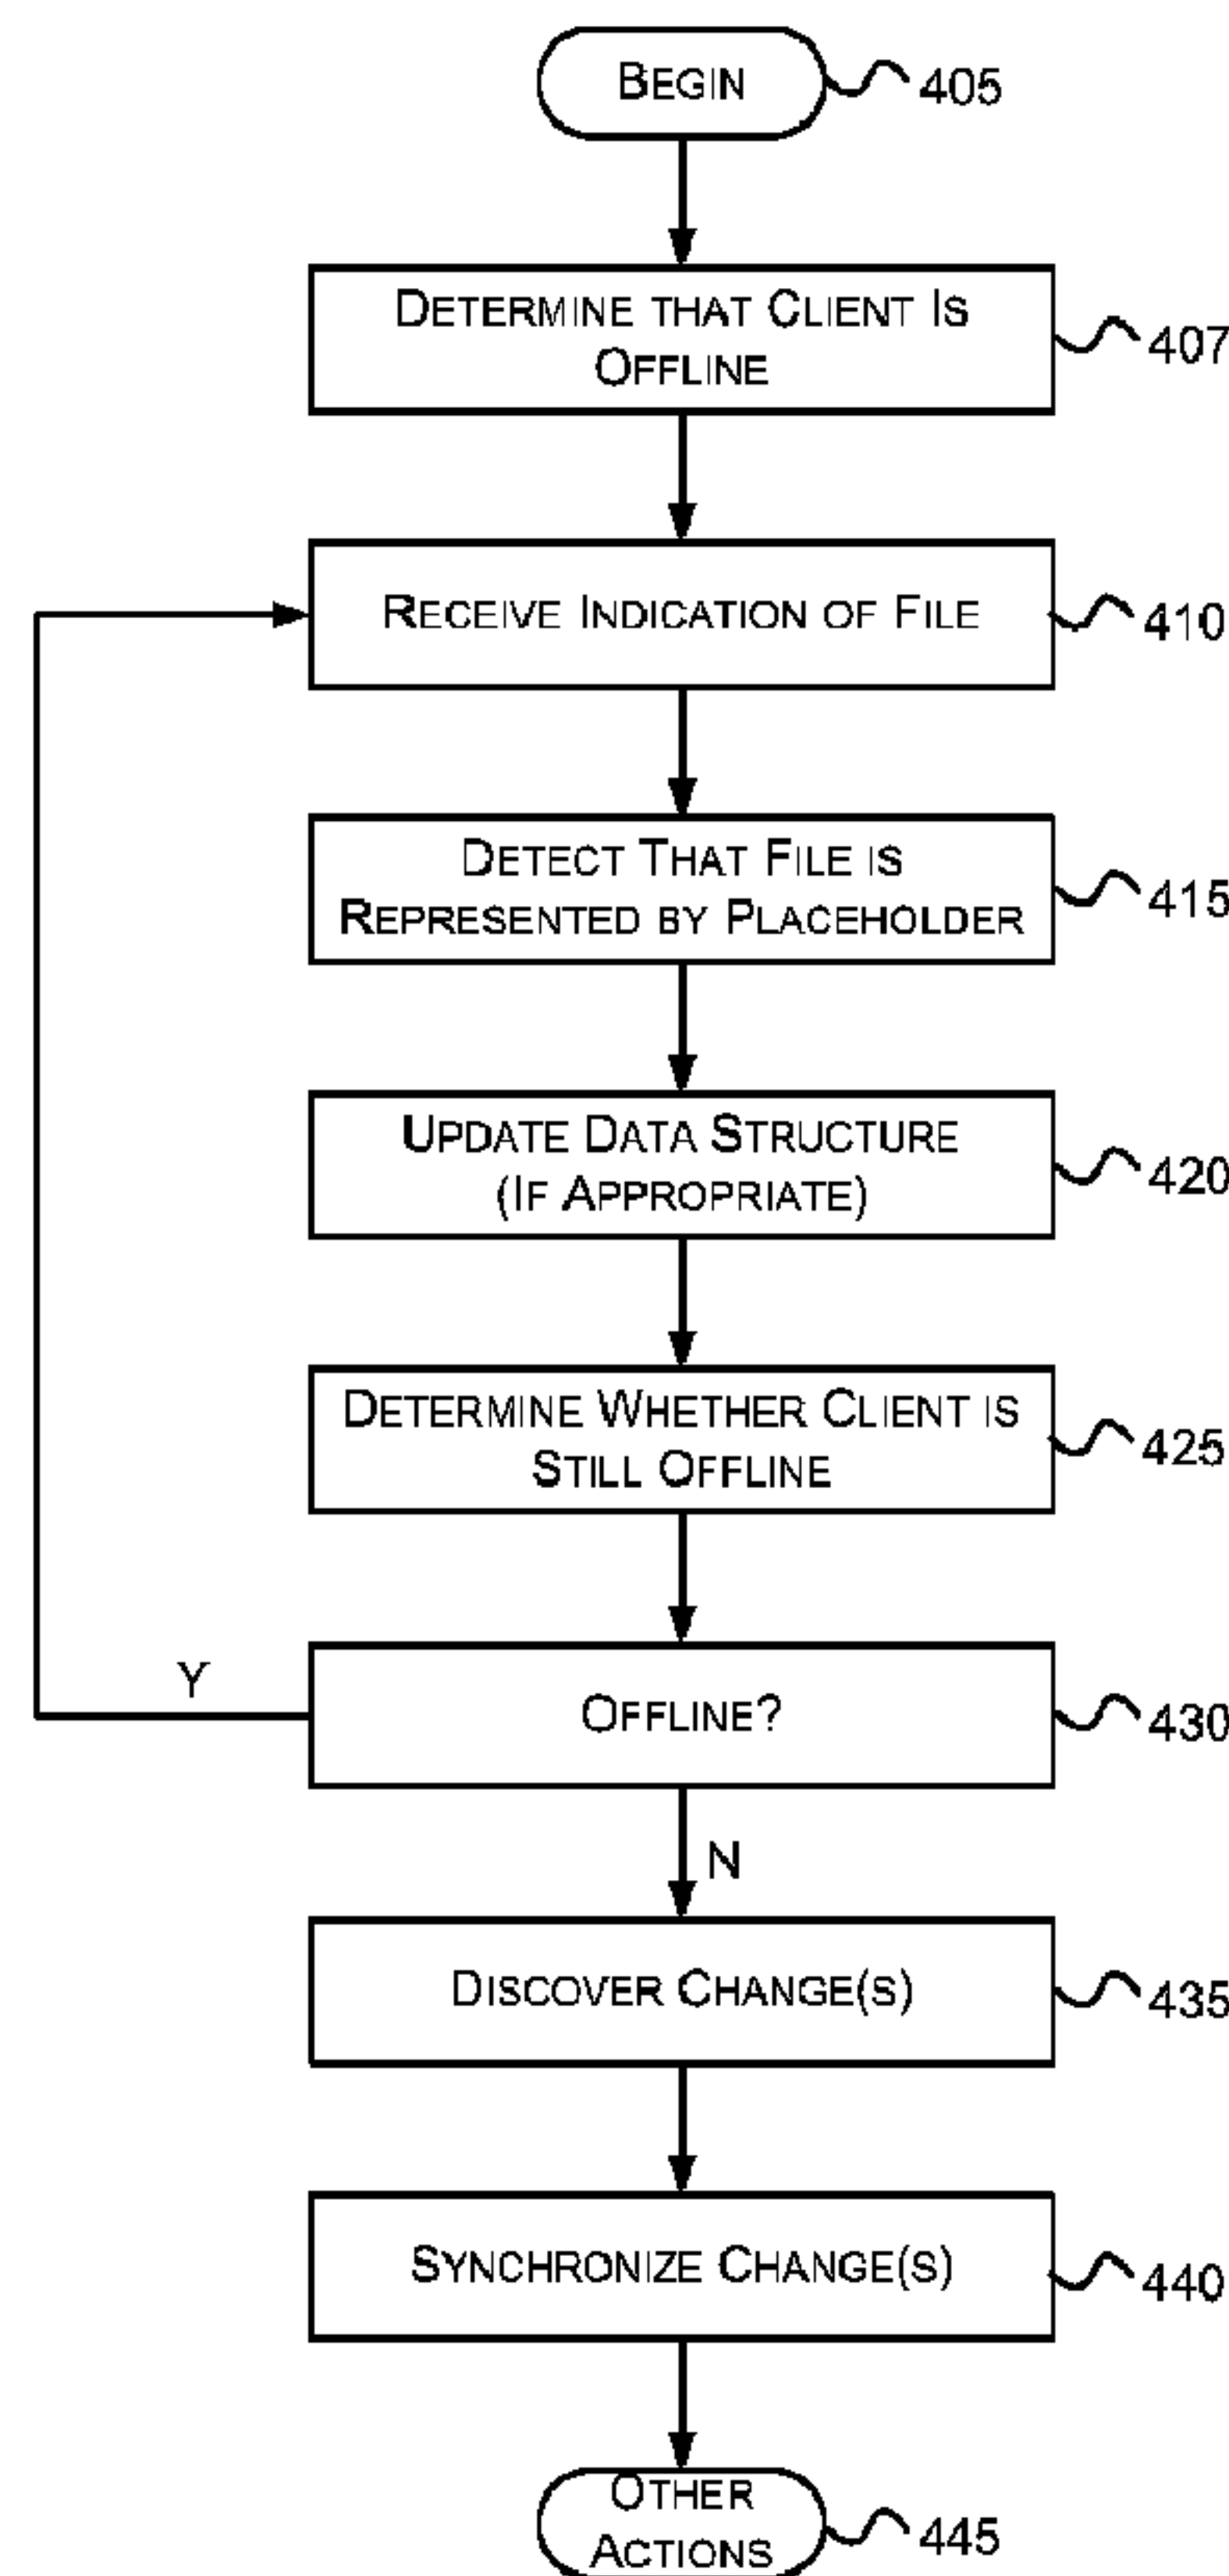 BEGIN
405
DETERMINE THAT CLIENT IS
OFFLINE
407
RECEIVE INDICATION OF FILE
410
DETECT THAT FILE IS
REPRESENTED BY PLACEHOLDER
415
UPDATE DATA STRUCTURE
(IF APPROPRIATE)
420
DETERMINE WHETHER CLIENT IS
STILL OFFLINE
425
Y
OFFLINE?
430
N
DISCOVER CHANGE(S)
435
SYNCHRONIZE CHANGE(S)
440
OTHER
ACTIONS
445